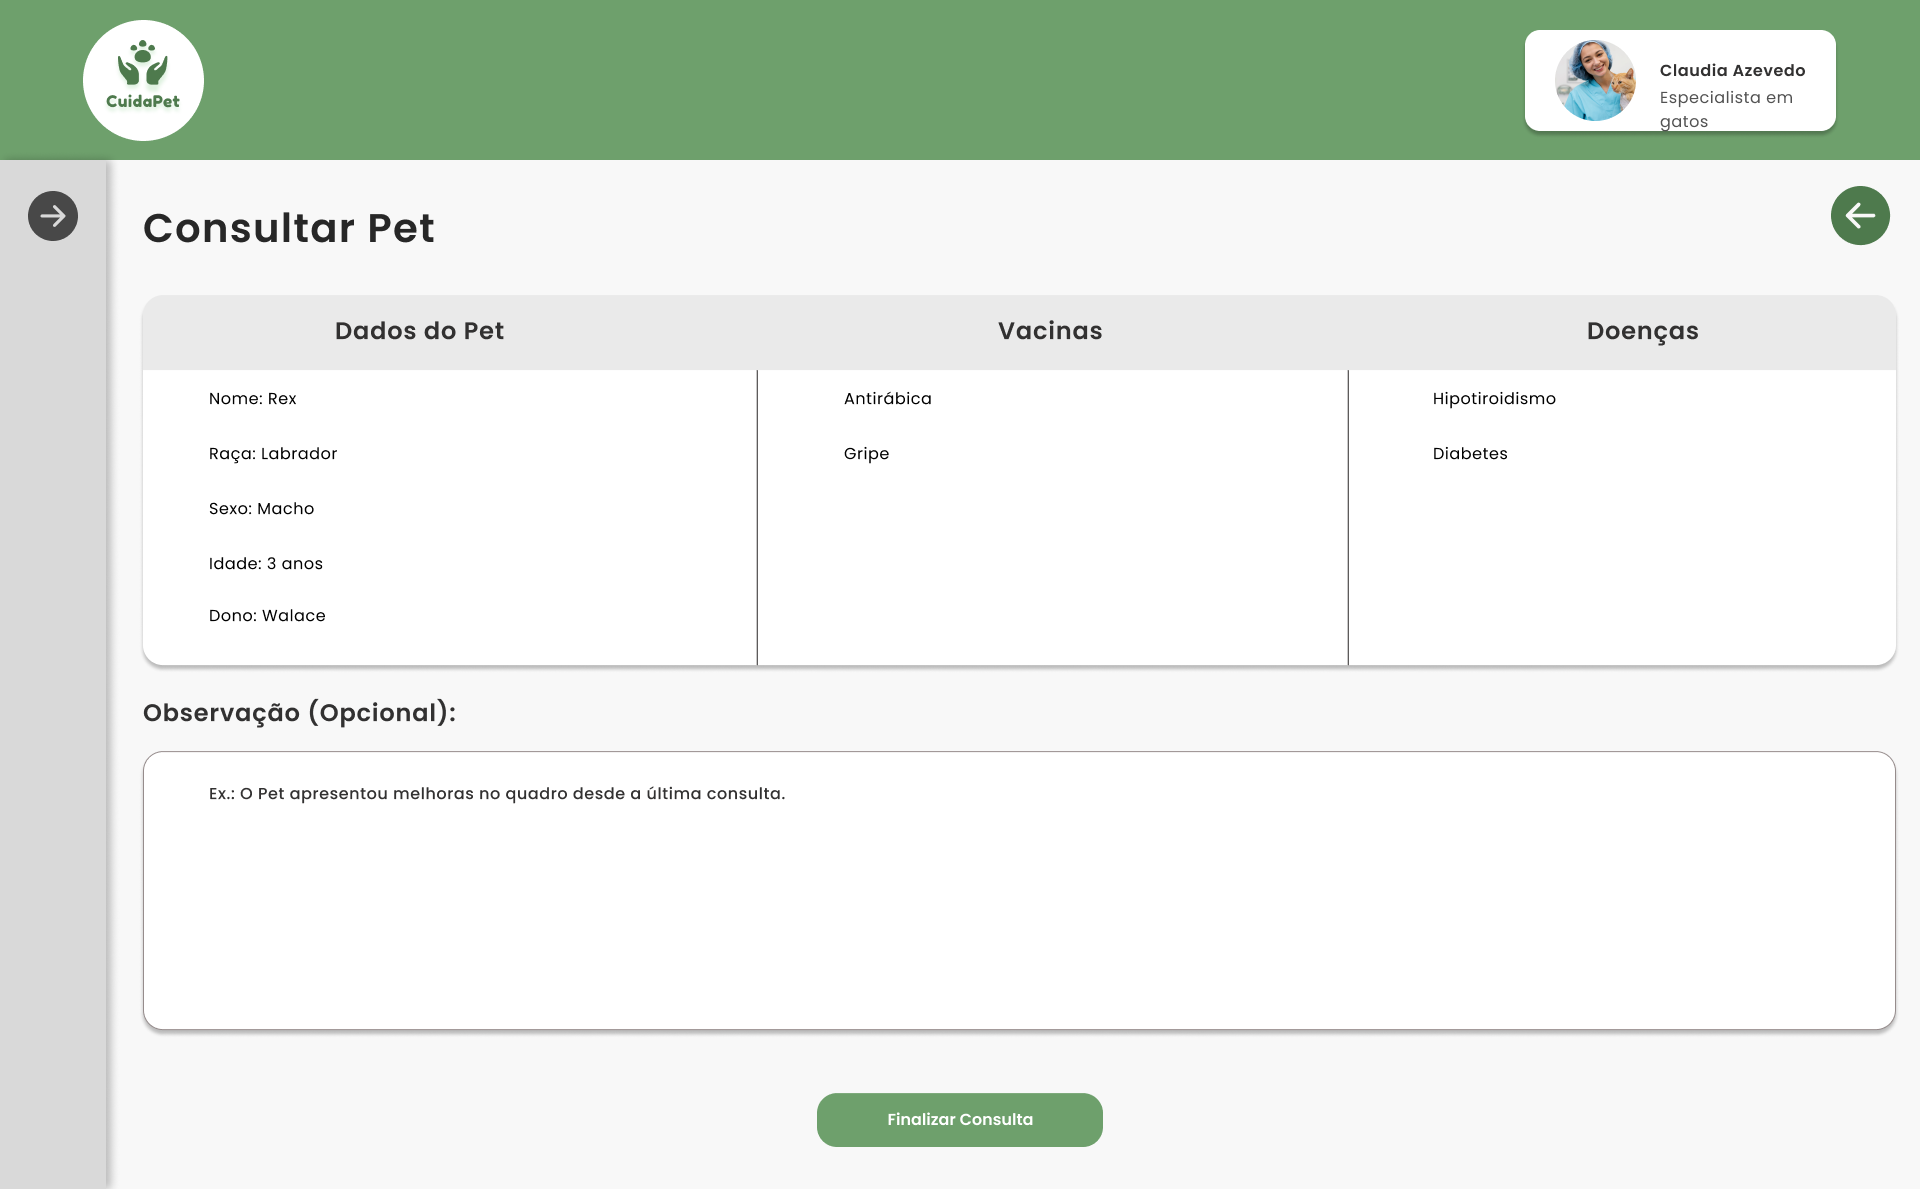 CuidaPet
Claudia Azevedo
Especialista em
gatos
Consultar Pet
Dados do Pet
Vacinas
Doenças
Nome: Rex
Antirábica
Hipotiroidismo
Raça: Labrador
Gripe
Diabetes
Sexo: Macho
Idade: 3 anos
Dono: Walace
Observação (Opcional):
Ex.: O Pet apresentou melhoras no quadro desde a última consulta.
Finalizar Consulta